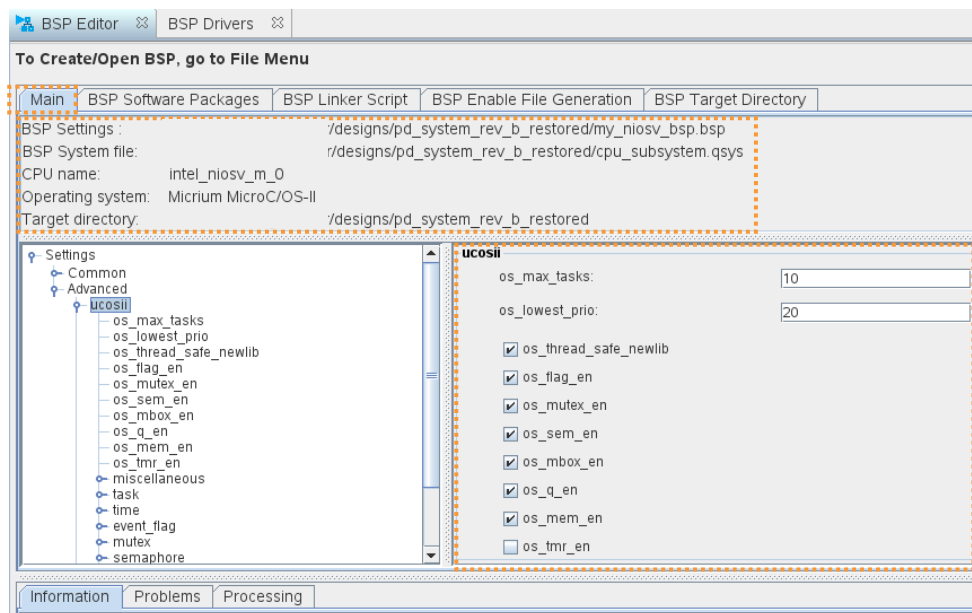 BSP Editor BSP Drivers
To Create/Open BSP, go to File Menu
Main BSP Software Packages BSP Linker Script BSP Enable File Generation BSP Target Directory
BSP Settings : /designs/pd_system_rev_b_restored/my_niosv_bsp.bsp
BSP System file: r/designs/pd_system_rev_b_restored/cpu_subsystem.qsys
CPU name: intel_niosv_m_0
Operating system: Micrium MicroC/OS-II
Target directory: /designs/pd_system_rev_b_restored
Settings
Common
Advanced
ucosii
os_max_tasks
os_lowest_prio
os_thread_safe_newlib
os_flag_en
os_mutex_en
os_sem_en
os_mbox_en
os_q_en
os_mem_en
os_tmr_en
miscellaneous
task
time
event_flag
mutex
semaphore
ucosii
os_max_tasks: 10
os_lowest_prio: 20
os_thread_safe_newlib
os_flag_en
os_mutex_en
os_sem_en
os_mbox_en
os_q_en
os_mem_en
os_tmr_en
Information Problems Processing